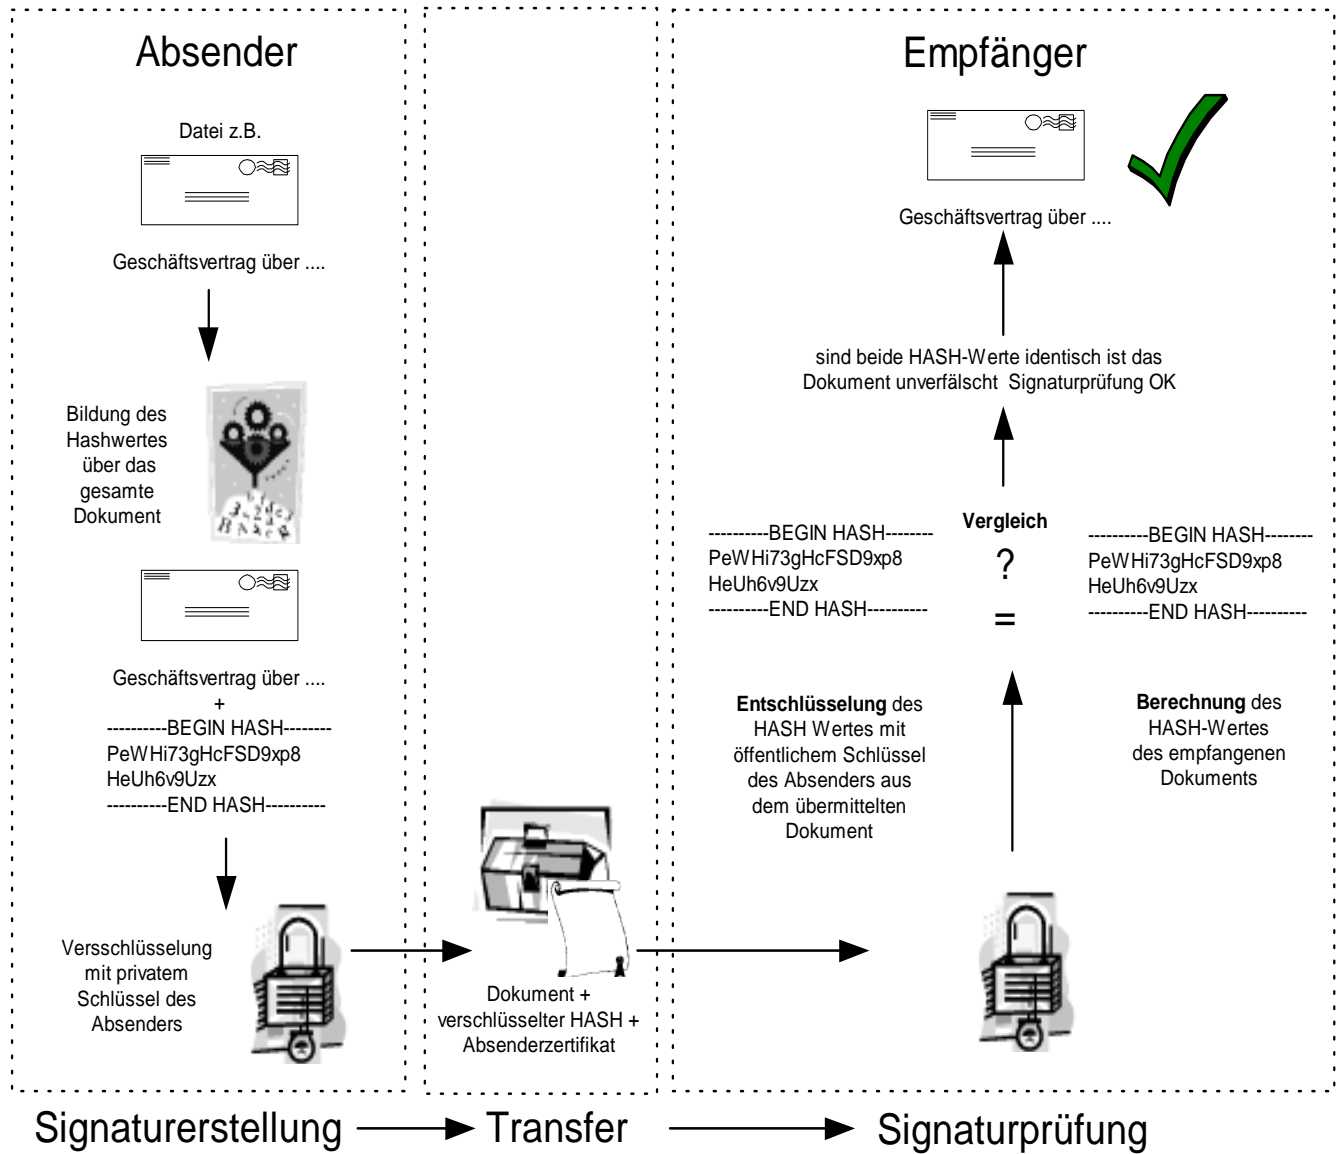 Absender
Datei z.B.
Geschäftsvertrag über ....
Bildung des
Hashwertes
über das
gesamte
Dokument
Geschäftsvertrag über ....
+
----------BEGIN HASH--------
PeWHi73gHcFSD9xp8
HeUh6v9Uzx
----------END HASH----------
Versschlüsselung
mit privatem
Schlüssel des
Absenders
Dokument +
verschlüsselter HASH +
Absenderzertifikat
Empfänger
Geschäftsvertrag über ....
sind beide HASH-Werte identisch ist das
Dokument unverfälscht Signaturprüfung OK
Vergleich
?
=
----------BEGIN HASH--------
PeWHi73gHcFSD9xp8
HeUh6v9Uzx
----------END HASH----------
----------BEGIN HASH--------
PeWHi73gHcFSD9xp8
HeUh6v9Uzx
----------END HASH----------
Entschlüsselung des
HASH Wertes mit
öffentlichem Schlüssel
des Absenders aus
dem übermittelten
Dokument
Berechnung des
HASH-Wertes
des empfangenen
Dokuments
Signaturerstellung
Transfer
Signaturprüfung